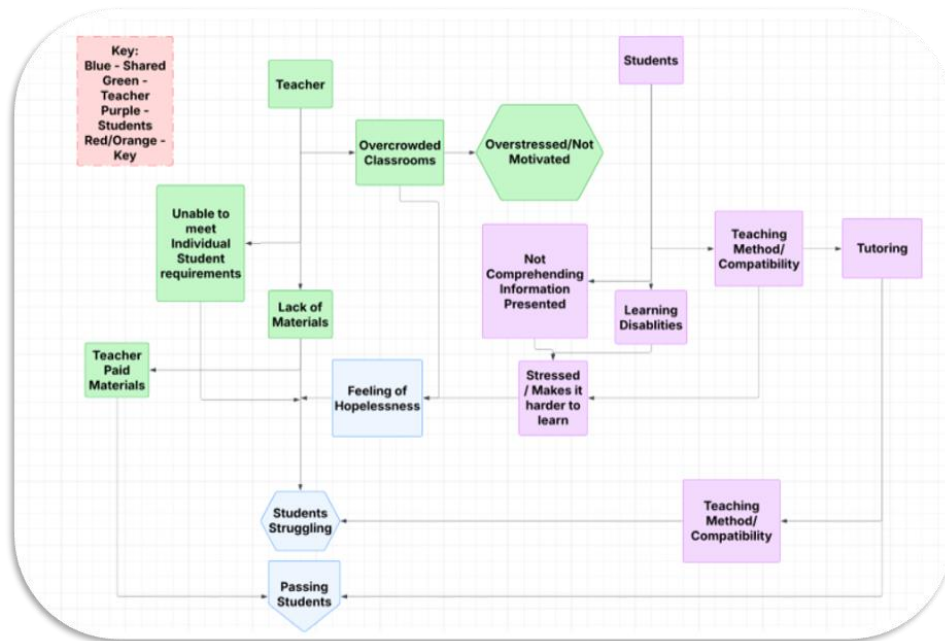 Key:
Blue - Shared
Green -
Teacher
Purple -
Students
Red/Orange -
Key
Teacher
Students
Overcrowded
Classrooms
Overstressed/Not
Motivated
Unable to
meet
Individual
Student
requirements
Not
Comprehending
Information
Presented
Teaching
Method/
Compatibility
Tutoring
Lack of
Materials
Learning
Disablities
Teacher
Paid
Materials
Feeling of
Hopelessness
Stressed
/ Makes it
harder to
learn
Students
Struggling
Teaching
Method/
Compatibility
Passing
Students